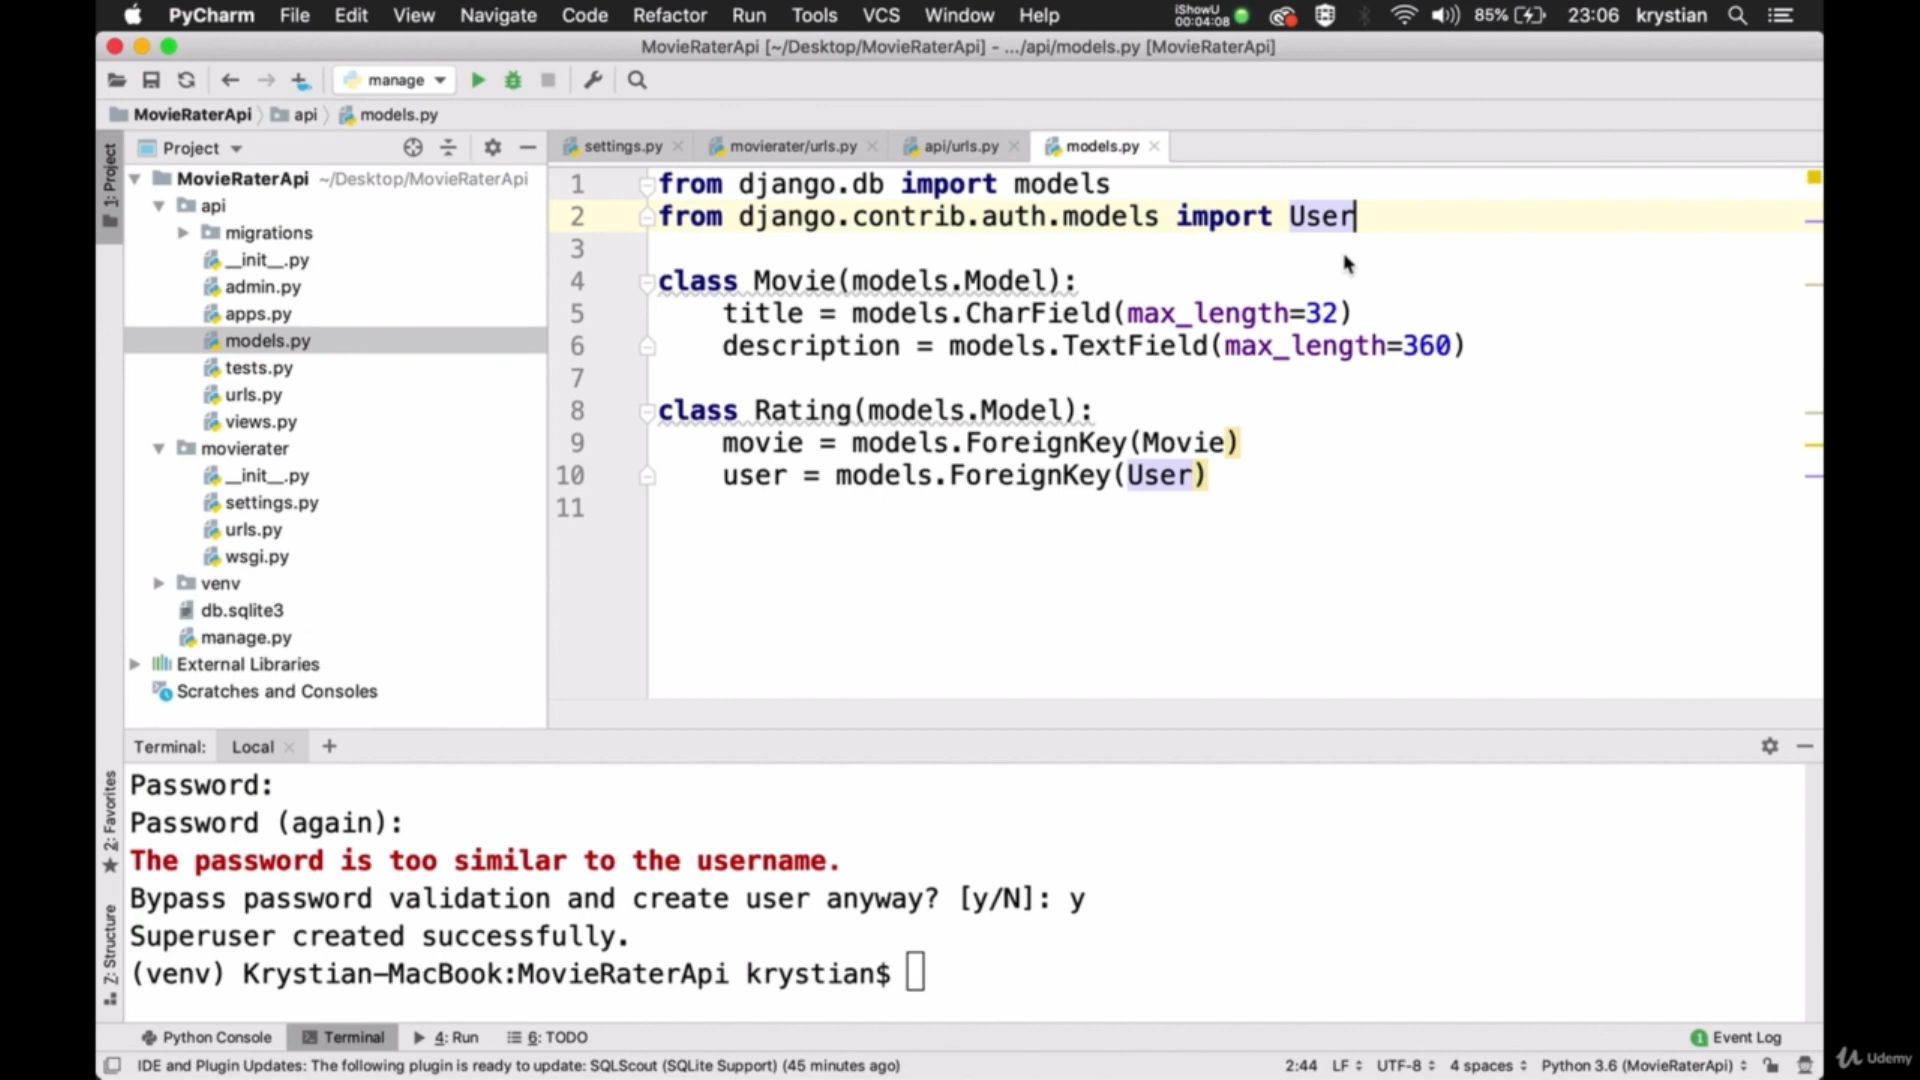 PyCharm File Edit View Navigate Code Refactor Run Tools VCS Window Help iShowU 00:04:08 85% 23:06 krystian
MovieRaterApi [~/Desktop/MovieRaterApi] - .../api/models.py [MovieRaterApi]
manage
MovieRaterApi api models.py
1: Project
Project
settings.py movierater/urls.py api/urls.py models.py
MovieRaterApi ~/Desktop/MovieRaterApi
api
migrations
__init__.py
admin.py
apps.py
models.py
tests.py
urls.py
views.py
movierater
__init__.py
settings.py
urls.py
wsgi.py
venv
db.sqlite3
manage.py
External Libraries
Scratches and Consoles
1 from django.db import models
2 from django.contrib.auth.models import User
3
4 class Movie(models.Model):
5 title = models.CharField(max_length=32)
6 description = models.TextField(max_length=360)
7
8 class Rating(models.Model):
9 movie = models.ForeignKey(Movie)
10 user = models.ForeignKey(User)
11
Terminal: Local +
2: Favorites
Z: Structure
Password:
Password (again):
The password is too similar to the username.
Bypass password validation and create user anyway? [y/N]: y
Superuser created successfully.
(venv) Krystian-MacBook:MovieRaterApi krystian$
Python Console Terminal 4: Run 6: TODO 1 Event Log
IDE and Plugin Updates: The following plugin is ready to update: SQLScout (SQLite Support) (45 minutes ago) 2:44 LF UTF-8 4 spaces Python 3.6 (MovieRaterApi)
Udemy